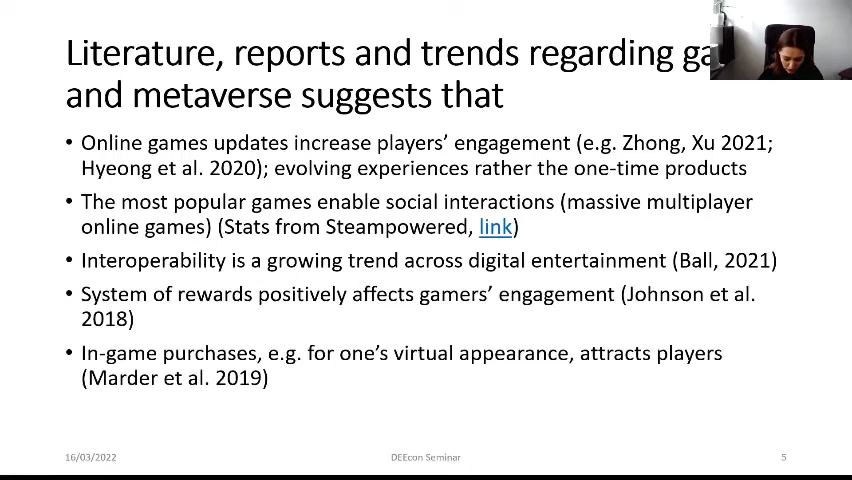 Literature, reports and trends regarding ga
and metaverse suggests that
• Online games updates increase players’ engagement (e.g. Zhong, Xu 2021;
Hyeong et al. 2020); evolving experiences rather the one-time products
• The most popular games enable social interactions (massive multiplayer
online games) (Stats from Steampowered, link)
• Interoperability is a growing trend across digital entertainment (Ball, 2021)
• System of rewards positively affects gamers’ engagement (Johnson et al.
2018)
• In-game purchases, e.g. for one’s virtual appearance, attracts players
(Marder et al. 2019)
16/03/2022
DEEcon Seminar
5